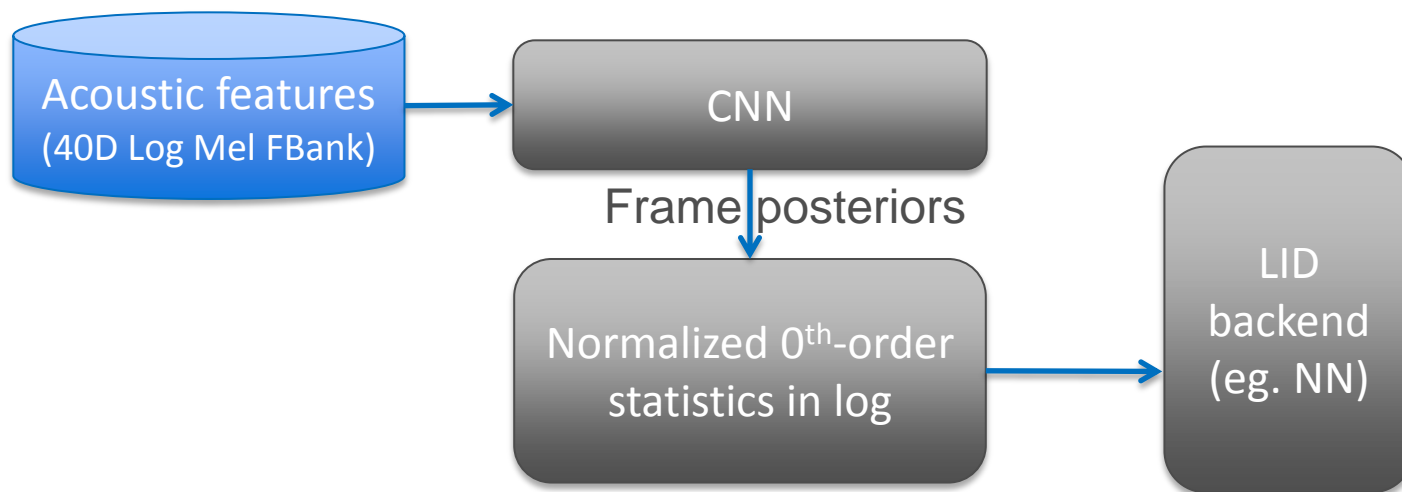 Acoustic features
(40D Log Mel FBank)
CNN
Frame posteriors
Normalized 0th-order
statistics in log
LID
backend
(eg. NN)